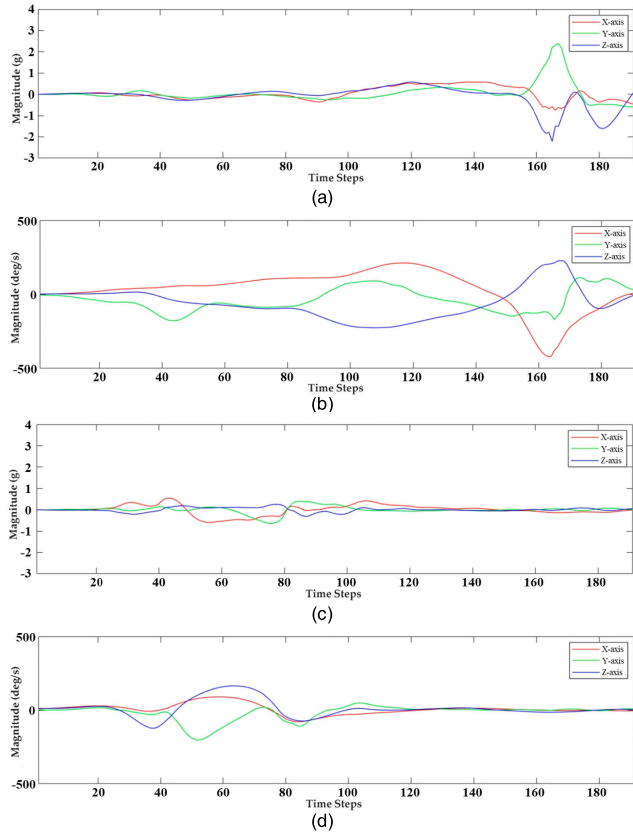 4
3
2
1
0
-1
-2
-3
Magnitude (g)
X-axis
Y-axis
Z-axis
20 40 60 80 100 120 140 160 180
Time Steps
(a)
500
0
-500
Magnitude (deg/s)
X-axis
Y-axis
Z-axis
20 40 60 80 100 120 140 160 180
Time Steps
(b)
4
3
2
1
0
-1
-2
-3
Magnitude (g)
X-axis
Y-axis
Z-axis
20 40 60 80 100 120 140 160 180
Time Steps
(c)
500
0
-500
Magnitude (deg/s)
X-axis
Y-axis
Z-axis
20 40 60 80 100 120 140 160 180
Time Steps
(d)